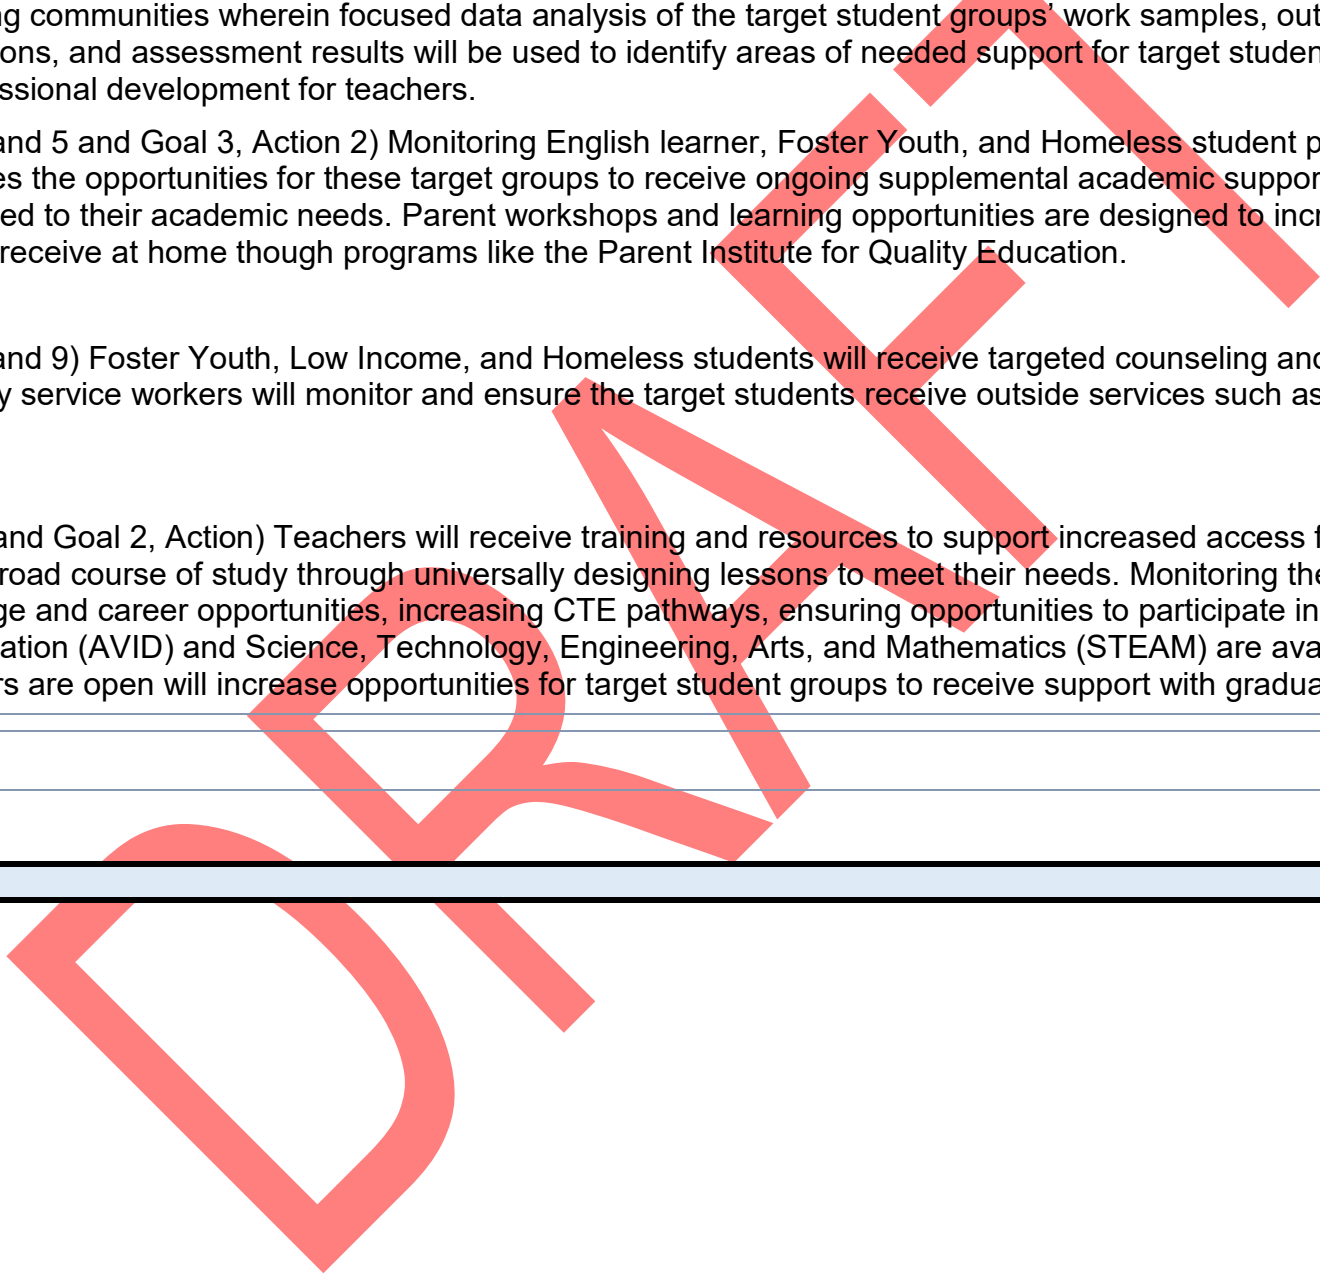 ng communities wherein focused data analysis of the target student groups’ work samples, out
ons, and assessment results will be used to identify areas of needed support for target studen
ssional development for teachers.
and 5 and Goal 3, Action 2) Monitoring English learner, Foster Youth, and Homeless student p
es the opportunities for these target groups to receive ongoing supplemental academic suppor
ed to their academic needs. Parent workshops and learning opportunities are designed to incr
receive at home though programs like the Parent Institute for Quality Education.
and 9) Foster Youth, Low Income, and Homeless students will receive targeted counseling and
y service workers will monitor and ensure the target students receive outside services such as
and Goal 2, Action) Teachers will receive training and resources to support increased access f
road course of study through universally designing lessons to meet their needs. Monitoring the
ge and career opportunities, increasing CTE pathways, ensuring opportunities to participate in
ation (AVID) and Science, Technology, Engineering, Arts, and Mathematics (STEAM) are ava
rs are open will increase opportunities for target student groups to receive support with gradua
DRAFT